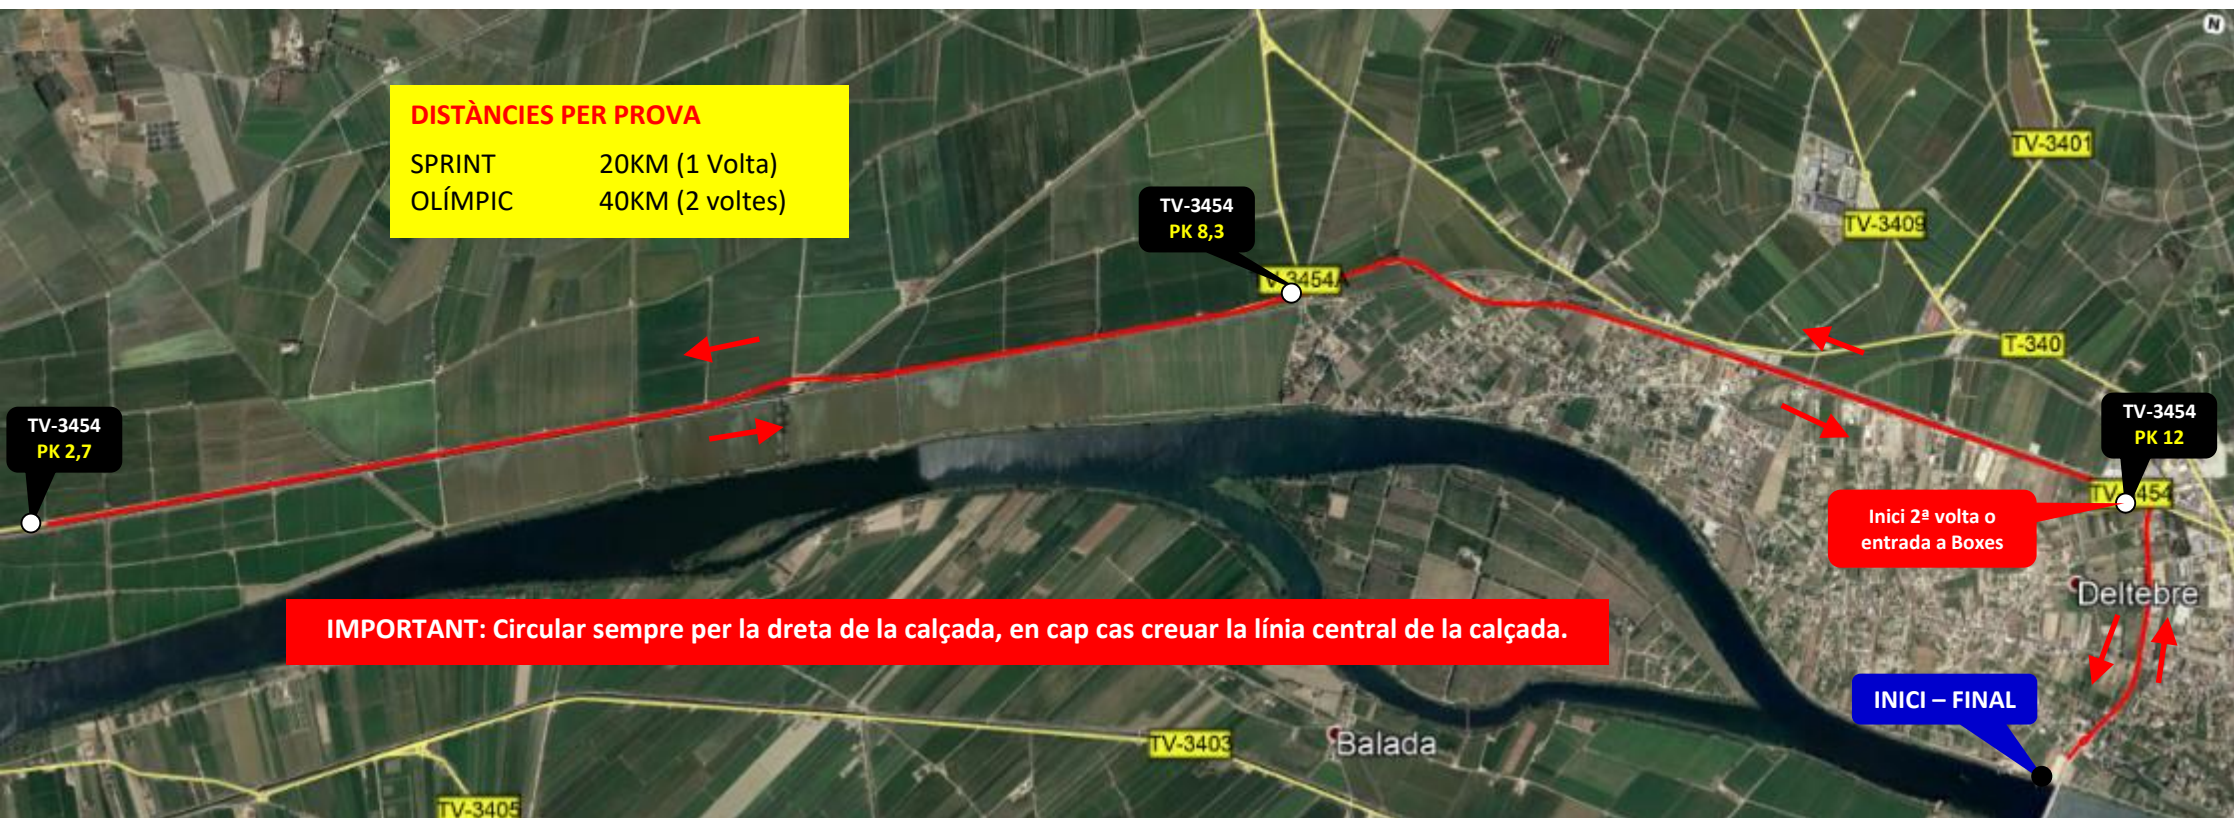 N
DISTÀNCIES PER PROVA
SPRINT 20KM (1 Volta)
OLÍMPIC 40KM (2 voltes)
TV-3401
TV-3454
PK 8,3
TV-3409
V-3454A
T-340
TV-3454
PK 2,7
TV-3454
PK 12
TV-3454
Inici 2ª volta o
entrada a Boxes
Deltebre
IMPORTANT: Circular sempre per la dreta de la calçada, en cap cas creuar la línia central de la calçada.
INICI – FINAL
TV-3403
Balada
TV-3405